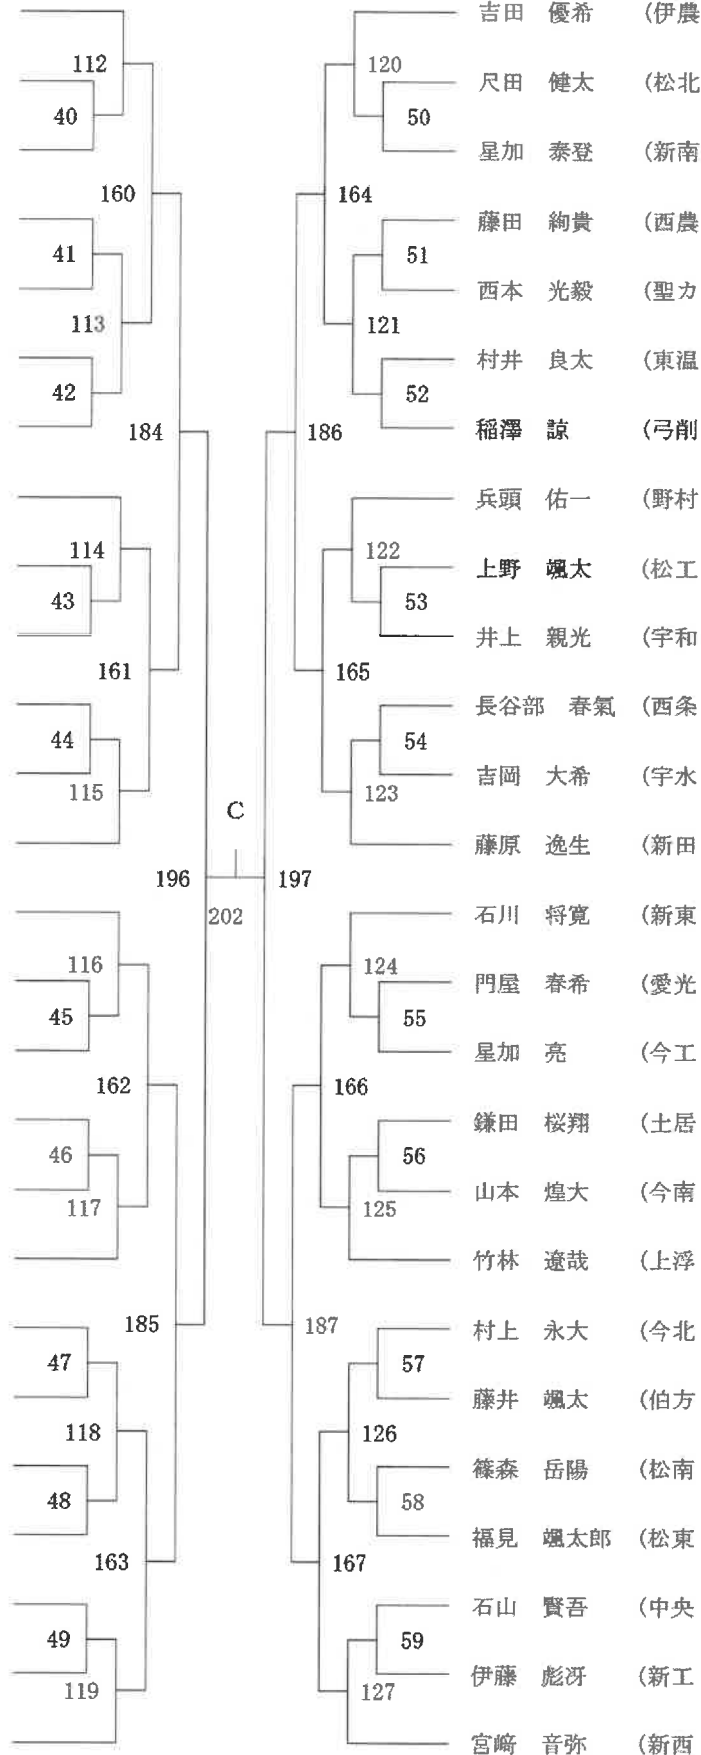 吉田 優希 (伊農
112 120
尺田 健太 (松北
40 50
星加 泰登 (新南
160 164
藤田 絢貴 (西農
41 51
西本 光毅 (聖カ
113 121
村井 良太 (東温
42 52
184 186
稲澤 諒 (弓削
兵頭 佑一 (野村
114 122
上野 颯太 (松工
43 53
井上 親光 (宇和
161 165
長谷部 春氣 (西条
44 54
吉岡 大希 (宇水
115 123
C
藤原 逸生 (新田
196 197
202
石川 将寛 (新東
116 124
門屋 春希 (愛光
45 55
星加 亮 (今工
162 166
鎌田 桜翔 (土居
46 56
山本 煌大 (今南
117 125
竹林 遼哉 (上浮
185 187
村上 永大 (今北
47 57
藤井 颯太 (伯方
118 126
篠森 岳陽 (松南
48 58
福見 颯太郎 (松東
163 167
石山 賢吾 (中央
49 59
伊藤 彪冴 (新工
119 127
宮﨑 音弥 (新西